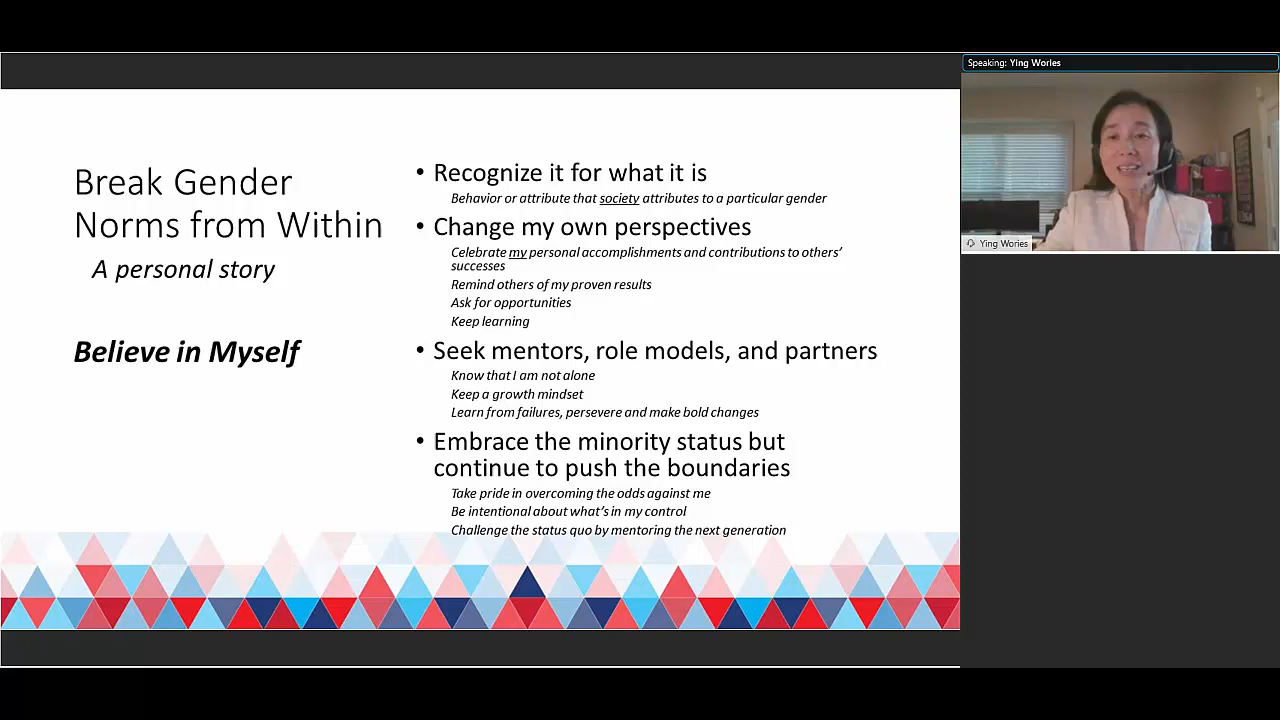 Break Gender
Norms from Within
A personal story
Believe in Myself
• Recognize it for what it is
Behavior or attribute that society attributes to a particular gender
• Change my own perspectives
Celebrate my personal accomplishments and contributions to others’
successes
Remind others of my proven results
Ask for opportunities
Keep learning
• Seek mentors, role models, and partners
Know that I am not alone
Keep a growth mindset
Learn from failures, persevere and make bold changes
• Embrace the minority status but
continue to push the boundaries
Take pride in overcoming the odds against me
Be intentional about what’s in my control
Challenge the status quo by mentoring the next generation
Speaking: Ying Wories
Ying Wories